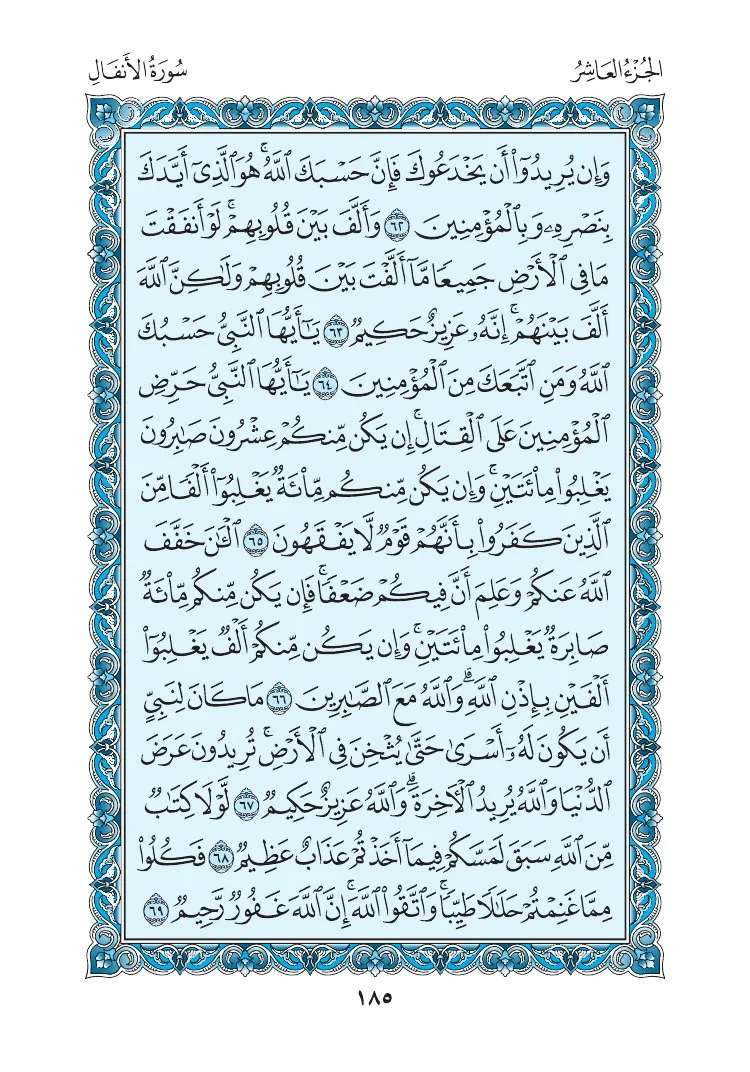 الجُزْءُ العَاشِرُ
سُورَةُ الأَنفَالِ
وَإِن يُرِيدُوٓا۟ أَن يَخْدَعُوكَ فَإِنَّ حَسْبَكَ ٱللَّهُ ۚ هُوَ ٱلَّذِىٓ أَيَّدَكَ
بِنَصْرِهِۦ وَبِٱلْمُؤْمِنِينَ ٦٢ وَأَلَّفَ بَيْنَ قُلُوبِهِمْ ۚ لَوْ أَنفَقْتَ
مَا فِى ٱلْأَرْضِ جَمِيعًا مَّآ أَلَّفْتَ بَيْنَ قُلُوبِهِمْ وَلَٰكِنَّ ٱللَّهَ
أَلَّفَ بَيْنَهُمْ ۚ إِنَّهُۥ عَزِيزٌ حَكِيمٌ ٦٣ يَٰٓأَيُّهَا ٱلنَّبِىُّ حَسْبُكَ
ٱللَّهُ وَمَنِ ٱتَّبَعَكَ مِنَ ٱلْمُؤْمِنِينَ ٦٤ يَٰٓأَيُّهَا ٱلنَّبِىُّ حَرِّضِ
ٱلْمُؤْمِنِينَ عَلَى ٱلْقِتَالِ ۚ إِن يَكُن مِّنكُمْ عِشْرُونَ صَٰبِرُونَ
يَغْلِبُوا۟ مِا۟ئَتَيْنِ ۚ وَإِن يَكُن مِّنكُم مِّا۟ئَةٌ يَغْلِبُوٓا۟ أَلْفًا مِّنَ
ٱلَّذِينَ كَفَرُوا۟ بِأَنَّهُمْ قَوْمٌ لَّا يَفْقَهُونَ ٦٥ ٱلْـَٰٔنَ خَفَّفَ
ٱللَّهُ عَنكُمْ وَعَلِمَ أَنَّ فِيكُمْ ضَعْفًا ۚ فَإِن يَكُن مِّنكُم مِّا۟ئَةٌ
صَابِرَةٌ يَغْلِبُوا۟ مِا۟ئَتَيْنِ ۚ وَإِن يَكُن مِّنكُمْ أَلْفٌ يَغْلِبُوٓا۟
أَلْفَيْنِ بِإِذْنِ ٱللَّهِ ۗ وَٱللَّهُ مَعَ ٱلصَّٰبِرِينَ ٦٦ مَا كَانَ لِنَبِىٍّ
أَن يَكُونَ لَهُۥٓ أَسْرَىٰ حَتَّىٰ يُثْخِنَ فِى ٱلْأَرْضِ ۚ تُرِيدُونَ عَرَضَ
ٱلدُّنْيَا وَٱللَّهُ يُرِيدُ ٱلْـَٔاخِرَةَ ۗ وَٱللَّهُ عَزِيزٌ حَكِيمٌ ٦٧ لَّوْلَا كِتَٰبٌ
مِّنَ ٱللَّهِ سَبَقَ لَمَسَّكُمْ فِيمَآ أَخَذْتُمْ عَذَابٌ عَظِيمٌ ٦٨ فَكُلُوا۟
مِمَّا غَنِمْتُمْ حَلَٰلًا طَيِّبًا ۚ وَٱتَّقُوا۟ ٱللَّهَ ۚ إِنَّ ٱللَّهَ غَفُورٌ رَّحِيمٌ ٦٩
١٨٥